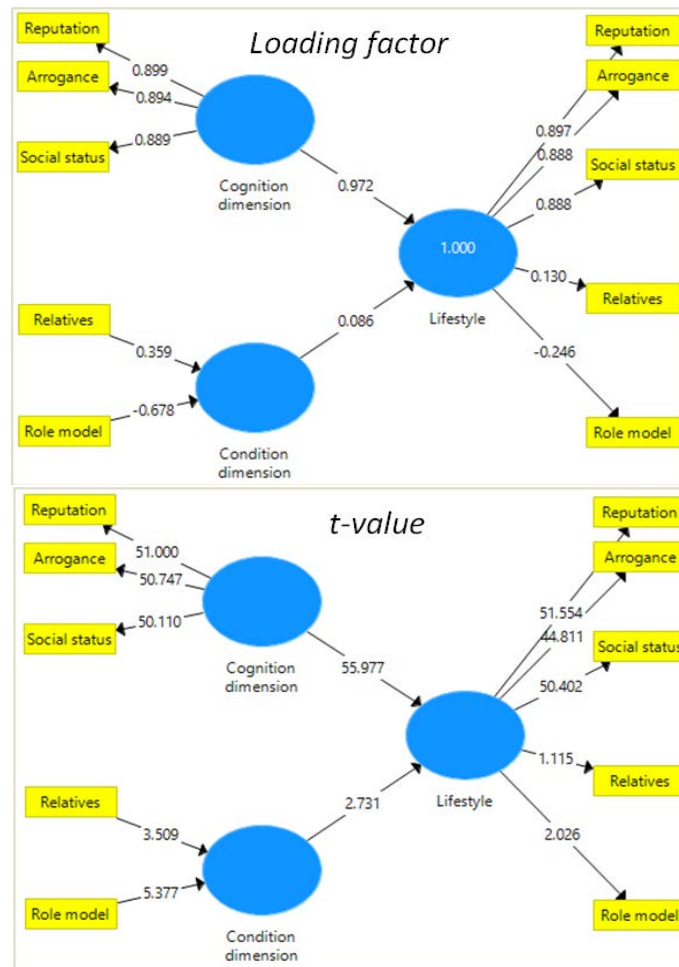 Loading factor
Reputation
Arrogance
Social status
0.899
0.894
0.889
Cognition
dimension
0.972
Relatives
Role model
0.359
-0.678
Condition
dimension
0.086
1.000
Lifestyle
0.897
0.888
0.888
0.130
-0.246
Reputation
Arrogance
Social status
Relatives
Role model
t-value
Reputation
Arrogance
Social status
51.000
50.747
50.110
Cognition
dimension
55.977
Relatives
Role model
3.509
5.377
Condition
dimension
2.731
Lifestyle
51.554
44.811
50.402
1.115
2.026
Reputation
Arrogance
Social status
Relatives
Role model